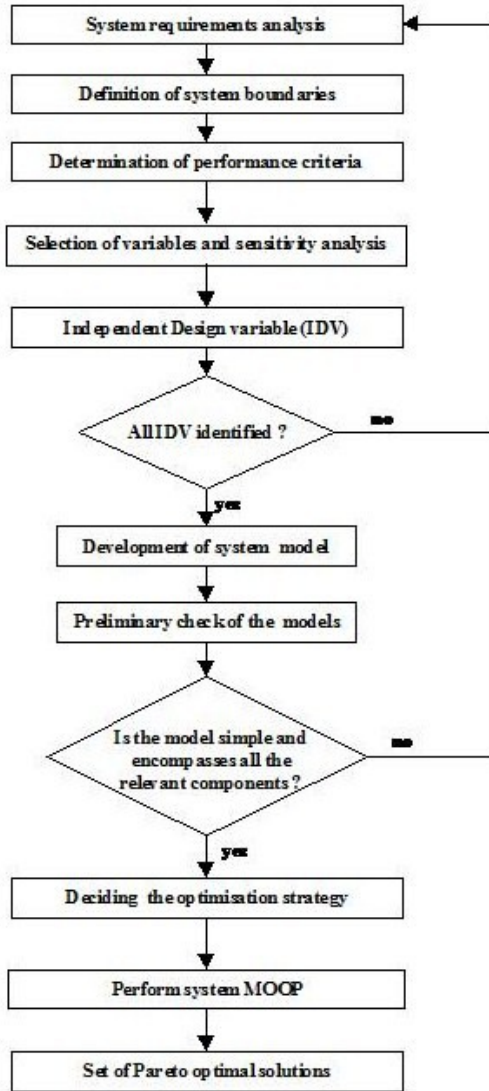 System requirements analysis
Definition of system boundaries
Determination of performance criteria
Selection of variables and sensitivity analysis
Independent Design variable (IDV)
All IDV identified ?
no
yes
Development of system model
Preliminary check of the models
Is the model simple and
encompasses all the
relevant components ?
no
yes
Deciding the optimisation strategy
Perform system MOOP
Set of Pareto optimal solutions